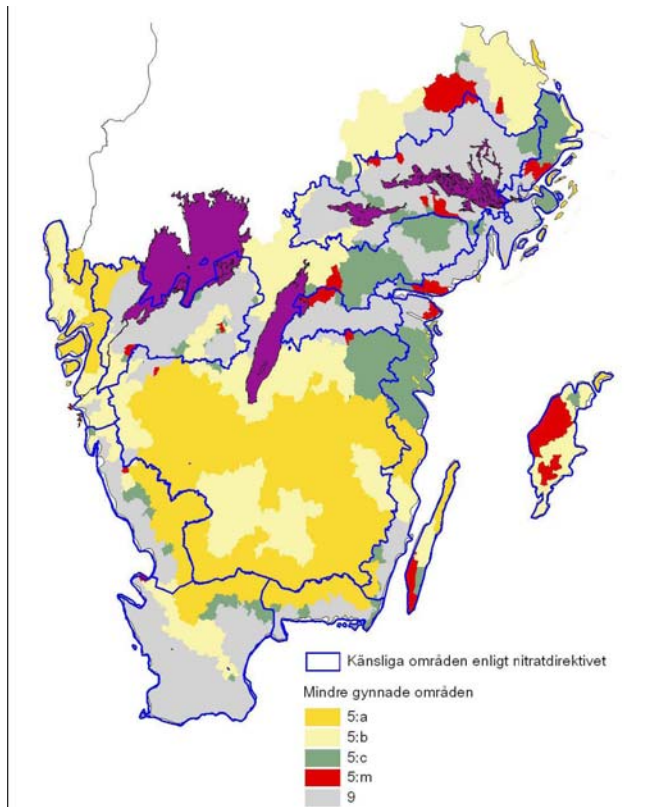 Känsliga områden enligt nitratdirektivet
Mindre gynnade områden
5:a
5:b
5:c
5:m
9